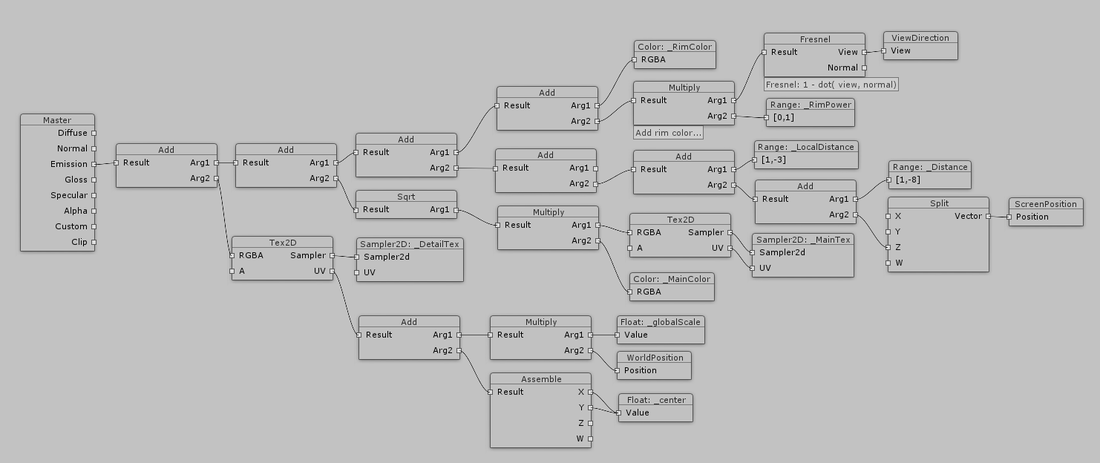 Master
Diffuse
Normal
Emission
Gloss
Specular
Alpha
Custom
Clip
Add
Result Arg1
Arg2
Add
Result Arg1
Arg2
Add
Result Arg1
Arg2
Add
Result Arg1
Arg2
Color: _RimColor
RGBA
Multiply
Result Arg1
Arg2
Add rim color...
Fresnel
Result View
Normal
Fresnel: 1 - dot( view, normal)
ViewDirection
View
Range: _RimPower
[0,1]
Add
Result Arg1
Arg2
Add
Result Arg1
Arg2
Range: _LocalDistance
[1,-3]
Add
Result Arg1
Arg2
Range: _Distance
[1,-8]
Split
X Vector
Y
Z
W
ScreenPosition
Position
Sqrt
Result Arg1
Multiply
Result Arg1
Arg2
Tex2D
RGBA Sampler
A UV
Sampler2D: _MainTex
Sampler2d
UV
Color: _MainColor
RGBA
Tex2D
RGBA Sampler
A UV
Sampler2D: _DetailTex
Sampler2d
UV
Add
Result Arg1
Arg2
Multiply
Result Arg1
Arg2
Float: _globalScale
Value
WorldPosition
Position
Assemble
Result X
Y
Z
W
Float: _center
Value